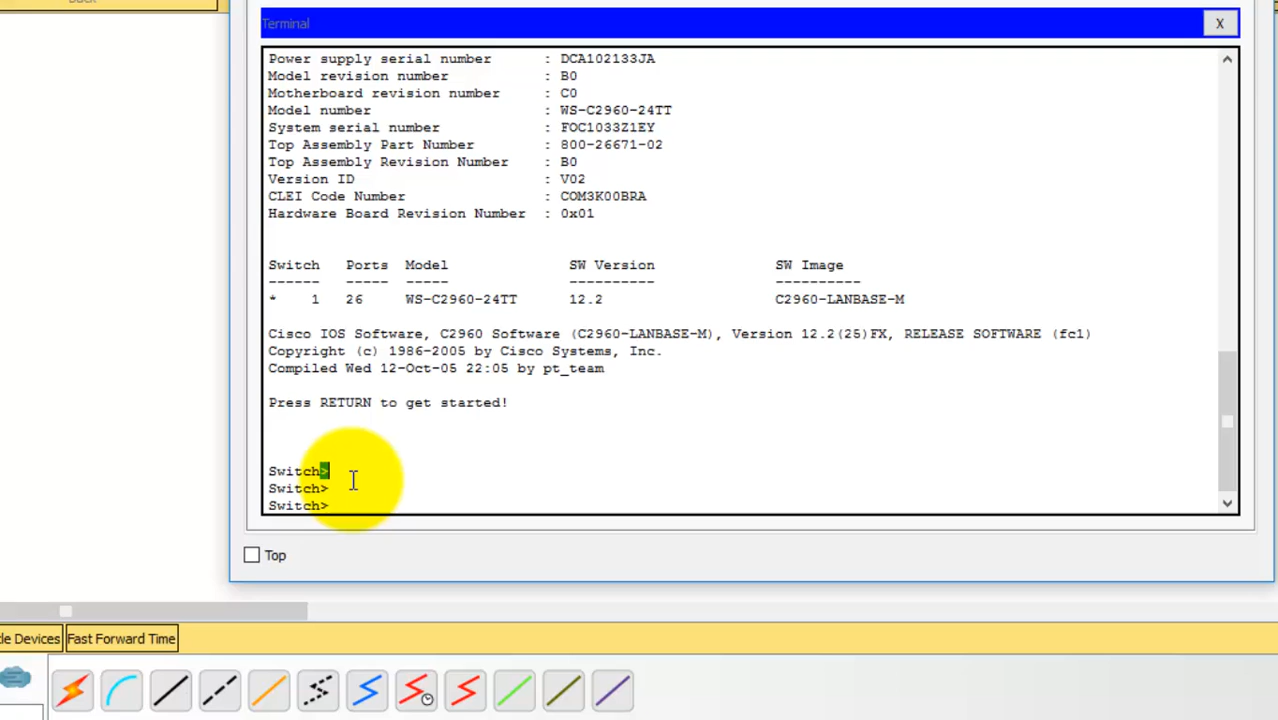 Back
Terminal
X
Power supply serial number : DCA102133JA
Model revision number : B0
Motherboard revision number : C0
Model number : WS-C2960-24TT
System serial number : FOC1033Z1EY
Top Assembly Part Number : 800-26671-02
Top Assembly Revision Number : B0
Version ID : V02
CLEI Code Number : COM3K00BRA
Hardware Board Revision Number : 0x01
Switch Ports Model SW Version SW Image
------ ----- ----- ---------- ----------
* 1 26 WS-C2960-24TT 12.2 C2960-LANBASE-M
Cisco IOS Software, C2960 Software (C2960-LANBASE-M), Version 12.2(25)FX, RELEASE SOFTWARE (fc1)
Copyright (c) 1986-2005 by Cisco Systems, Inc.
Compiled Wed 12-Oct-05 22:05 by pt_team
Press RETURN to get started!
Switch>
Switch>
Switch>
Top
le Devices
Fast Forward Time